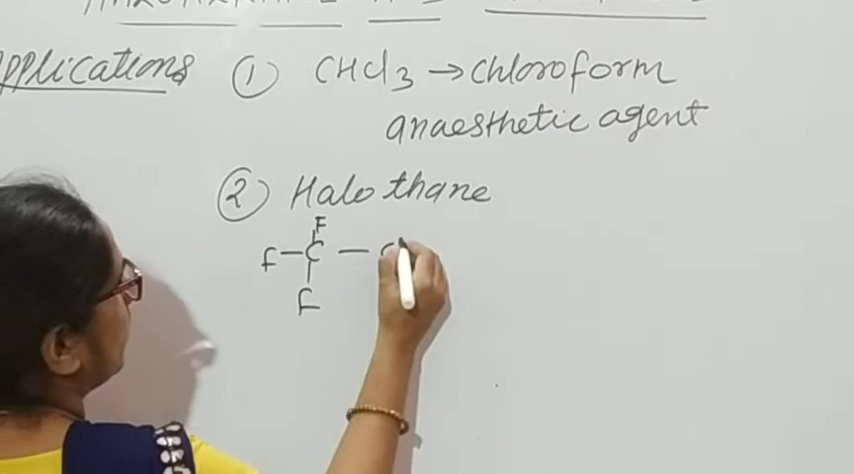 Applications ① CHCl3 → Chloroform
anaesthetic agent
② Halothane
F
F – C – C
F